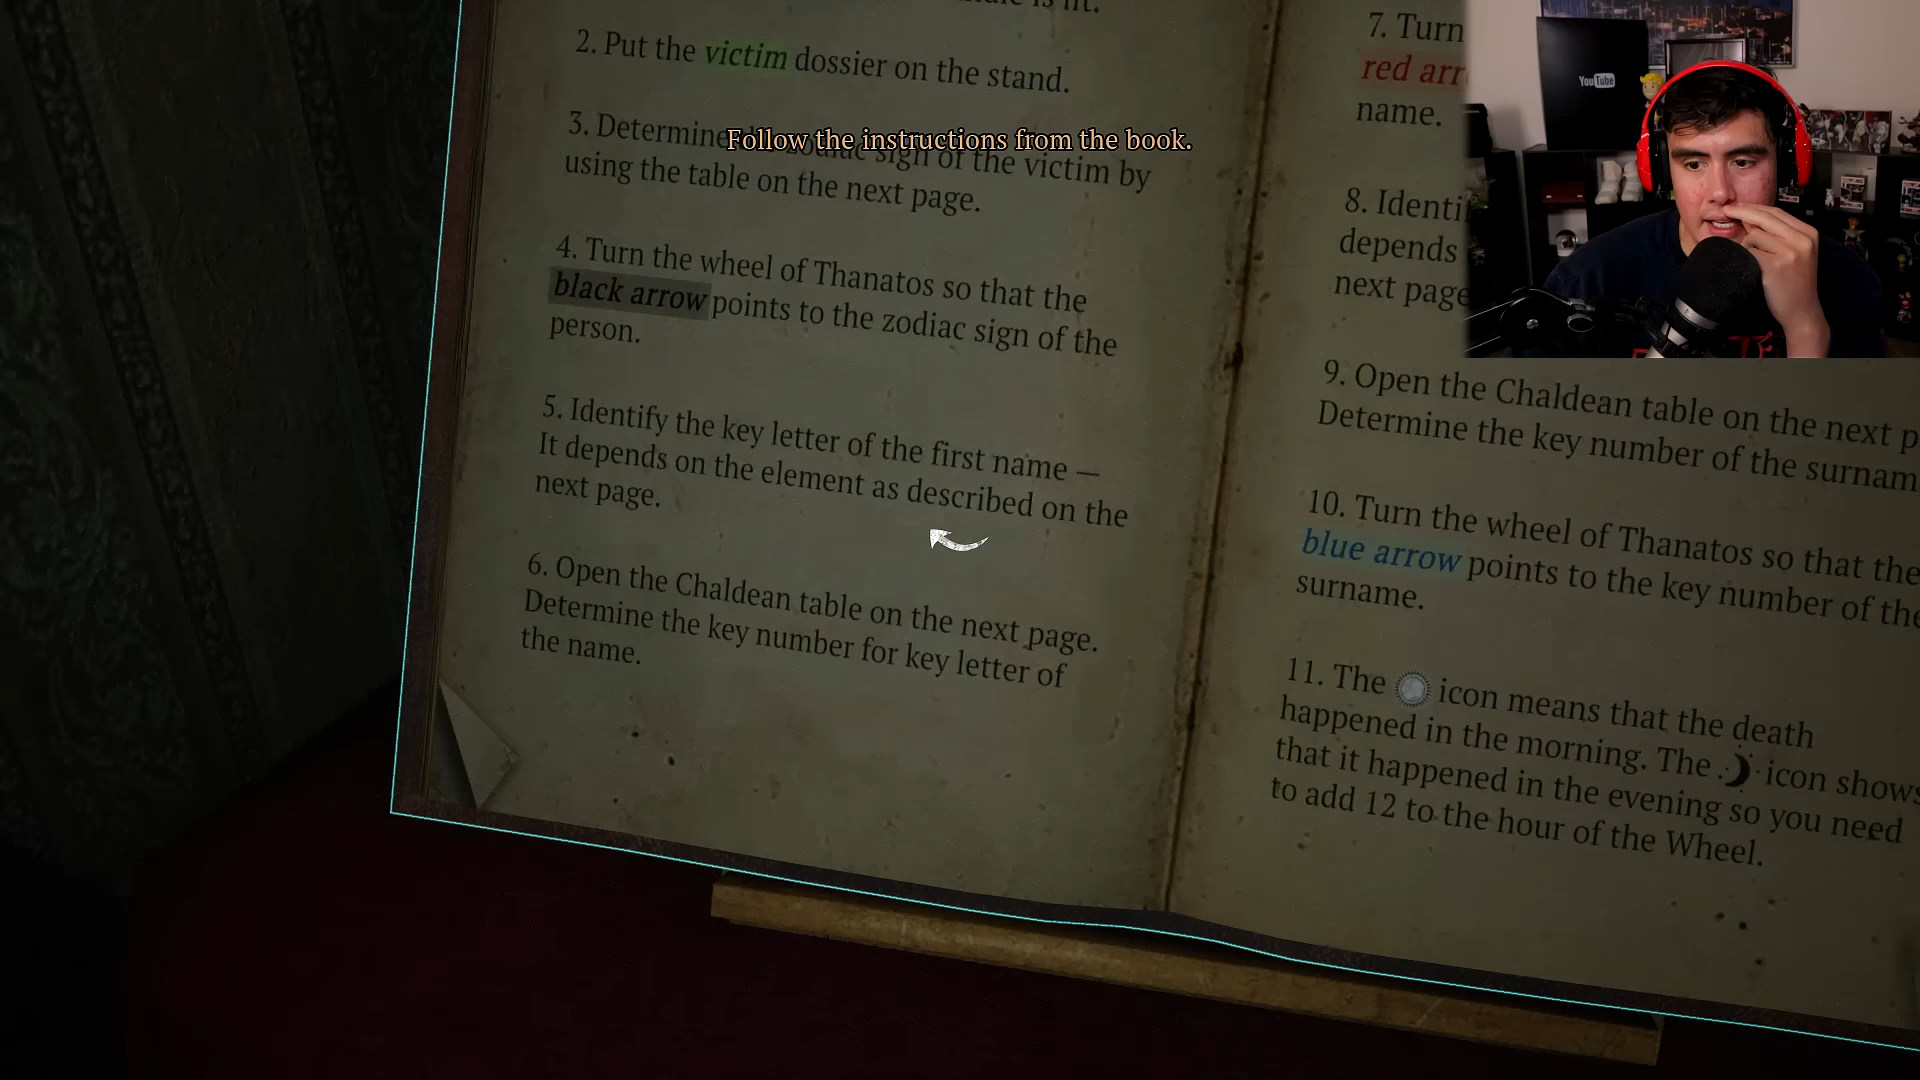 is lit.
2. Put the victim dossier on the stand.
3. Determine sign of the victim by
using the table on the next page.
Follow the instructions from the book.
4. Turn the wheel of Thanatos so that the
black arrow points to the zodiac sign of the
person.
5. Identify the key letter of the first name —
It depends on the element as described on the
next page.
6. Open the Chaldean table on the next page.
Determine the key number for key letter of
the name.
7. Turn
red
name.
8.
depends
next page
9. Open the Chaldean table on the next
Determine the key number of the
10. Turn the wheel of Thanatos so that the
blue arrow points to the key number of the
surname.
11. The icon means that the death
happened in the morning. The icon shows
that it happened in the evening so you need
to add 12 to the hour of the Wheel.
YouTube